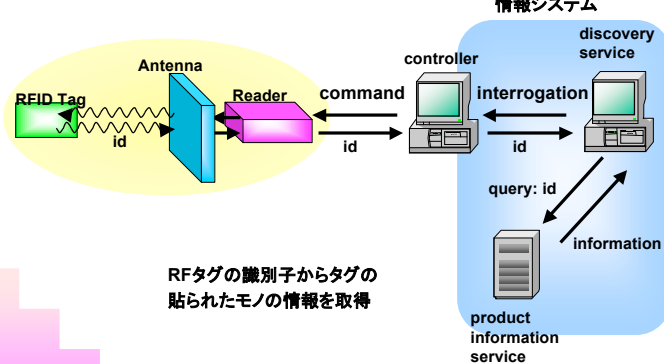 情報システム
discovery
service
controller
Antenna
Reader
RFID Tag
command
interrogation
id
id
id
query: id
information
RFタグの識別子からタグの
貼られたモノの情報を取得
product
information
service